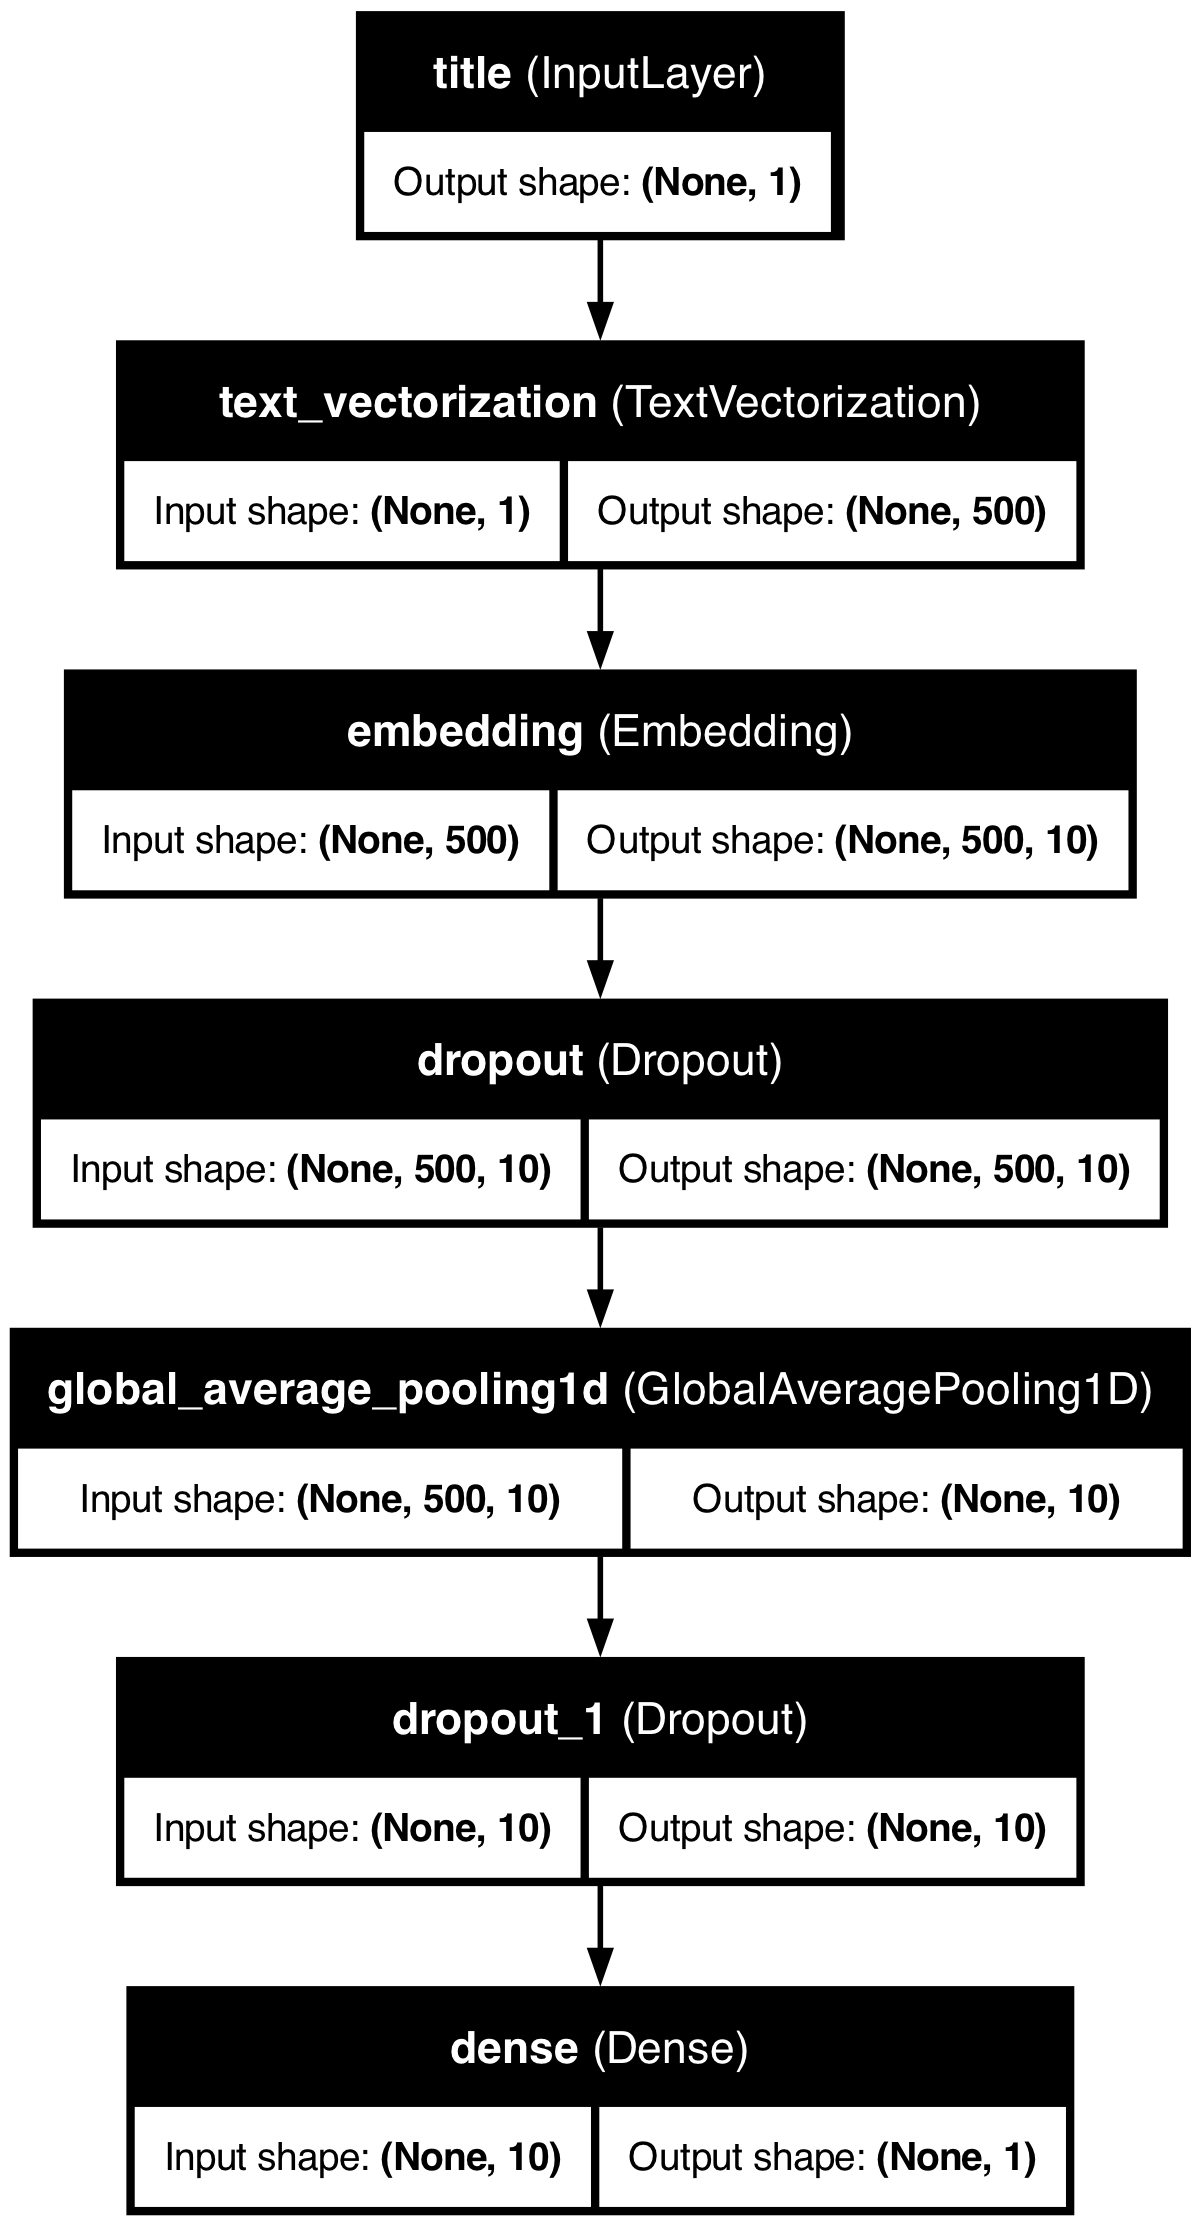 title (InputLayer)
Output shape: (None, 1)
text_vectorization (TextVectorization)
Input shape: (None, 1) Output shape: (None, 500)
embedding (Embedding)
Input shape: (None, 500) Output shape: (None, 500, 10)
dropout (Dropout)
Input shape: (None, 500, 10) Output shape: (None, 500, 10)
global_average_pooling1d (GlobalAveragePooling1D)
Input shape: (None, 500, 10) Output shape: (None, 10)
dropout_1 (Dropout)
Input shape: (None, 10) Output shape: (None, 10)
dense (Dense)
Input shape: (None, 10) Output shape: (None, 1)